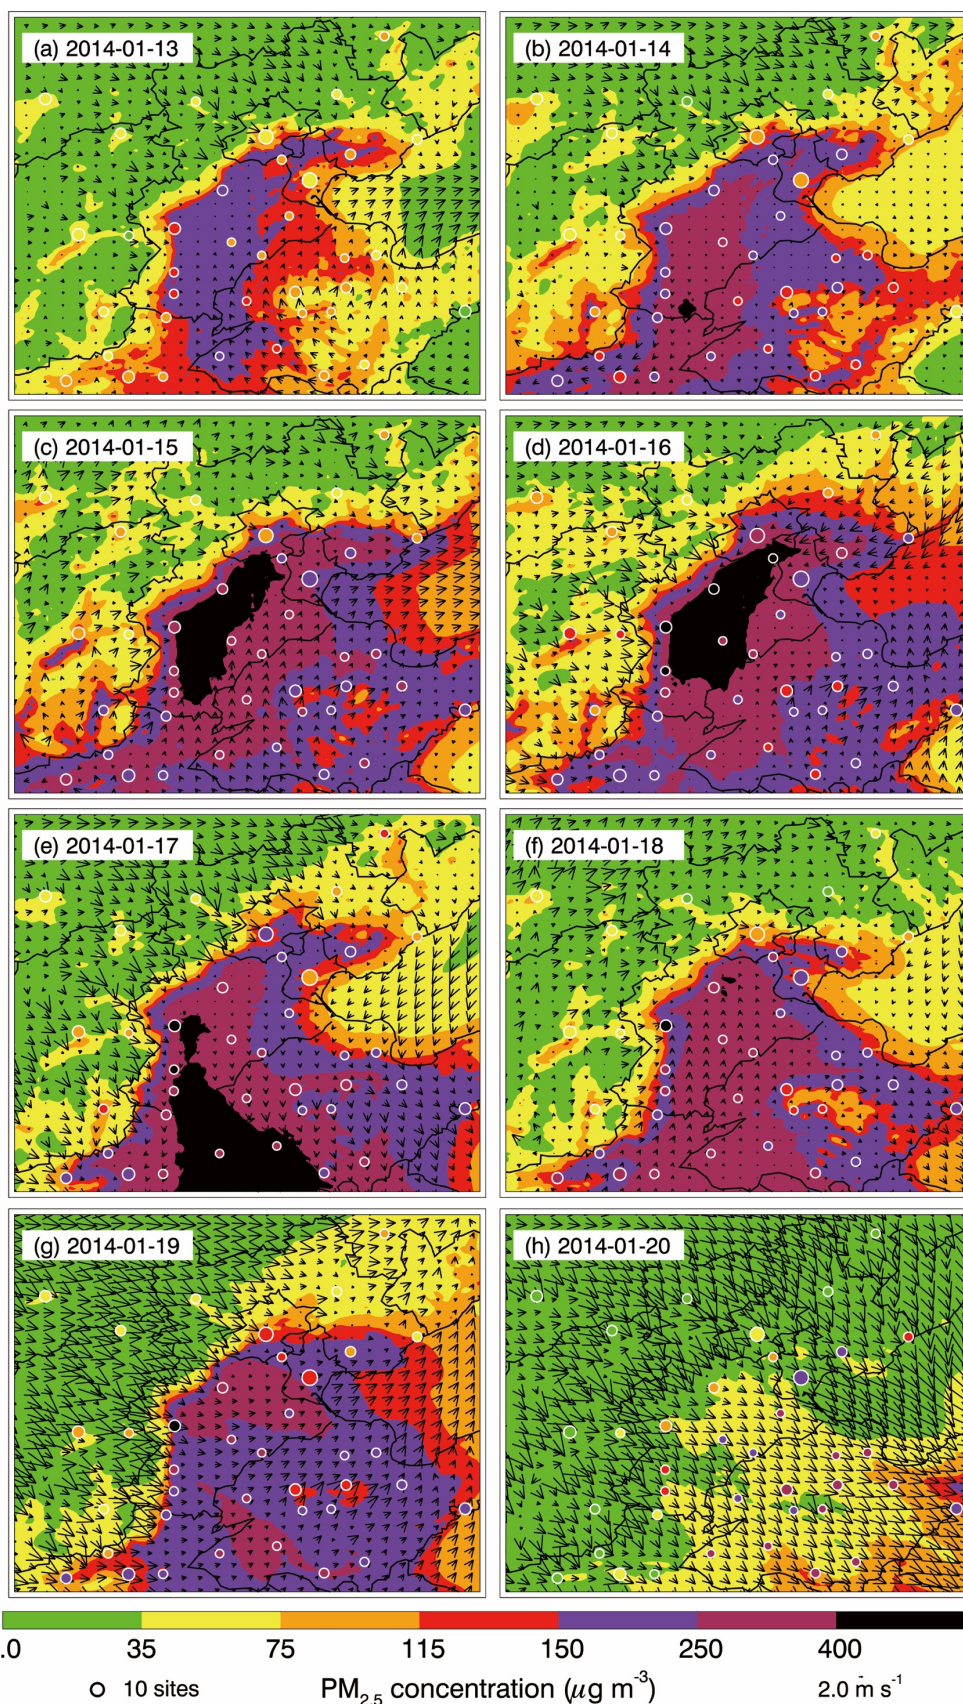 (a) 2014-01-13
(b) 2014-01-14
(c) 2014-01-15
(d) 2014-01-16
(e) 2014-01-17
(f) 2014-01-18
(g) 2014-01-19
(h) 2014-01-20
.0 35 75 115 150 250 400
10 sites PM2.5 concentration (μg m-3) 2.0 m s-1